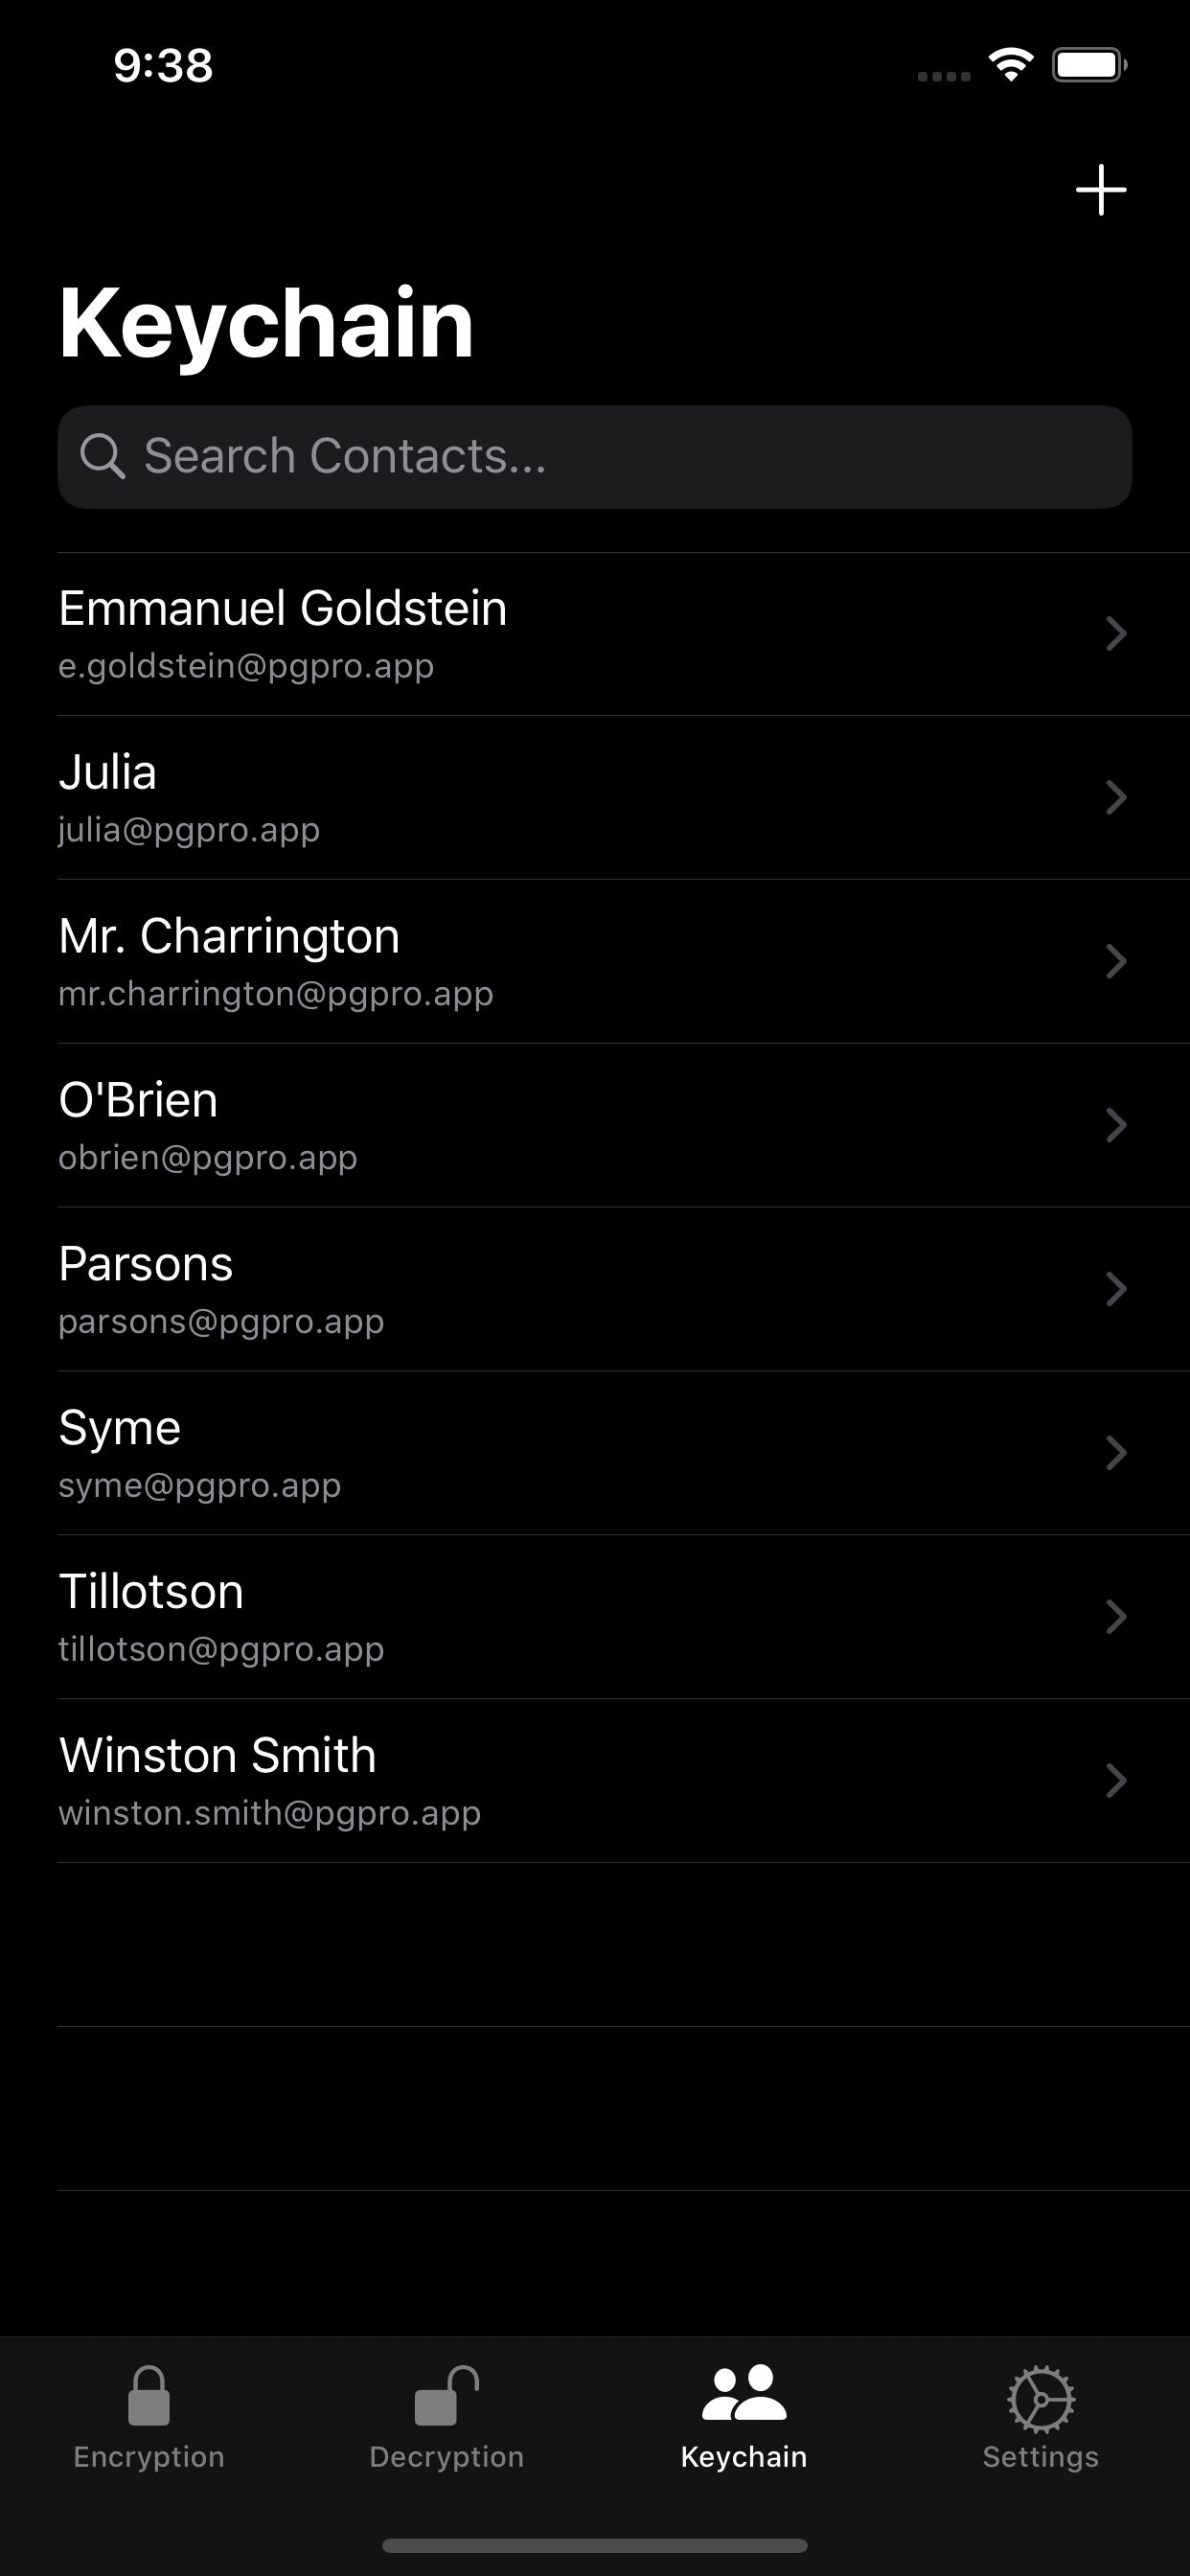 9:38
Keychain
Search Contacts...
Emmanuel Goldstein
e.goldstein@pgpro.app
Julia
julia@pgpro.app
Mr. Charrington
mr.charrington@pgpro.app
O'Brien
obrien@pgpro.app
Parsons
parsons@pgpro.app
Syme
syme@pgpro.app
Tillotson
tillotson@pgpro.app
Winston Smith
winston.smith@pgpro.app
Encryption Decryption Keychain Settings